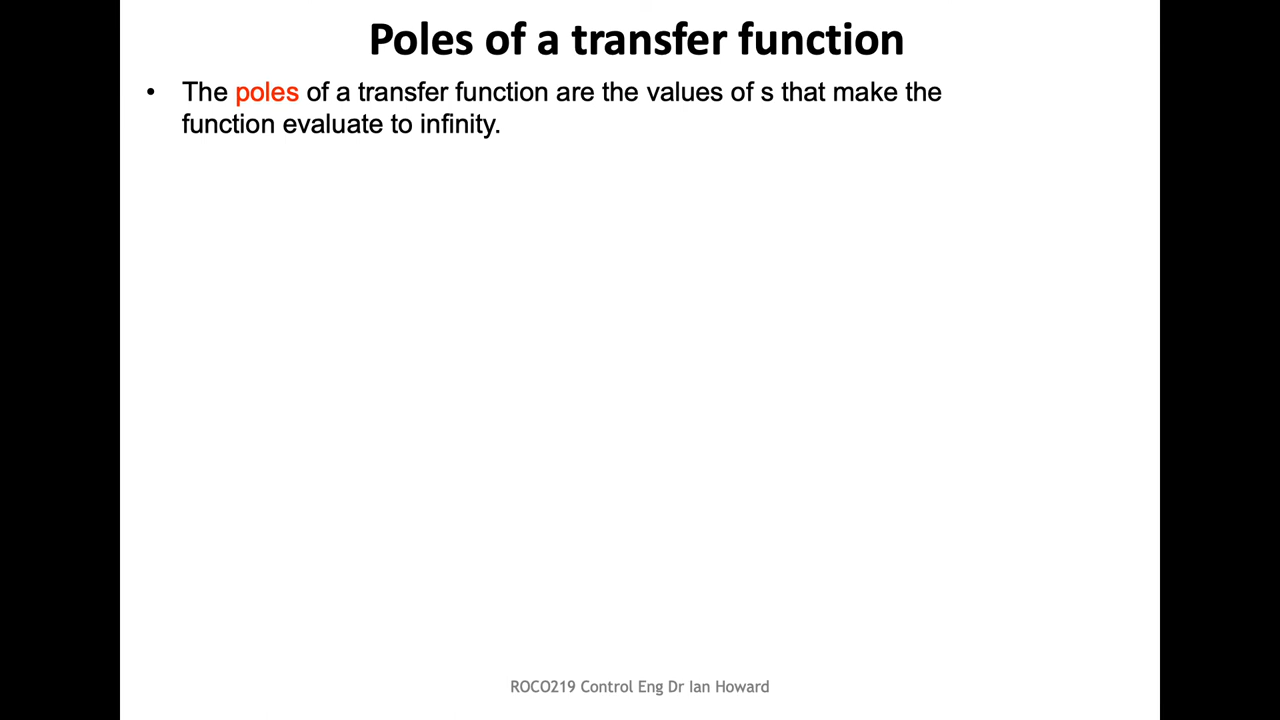 Poles of a transfer function
• The poles of a transfer function are the values of s that make the
function evaluate to infinity.
ROCO219 Control Eng Dr Ian Howard